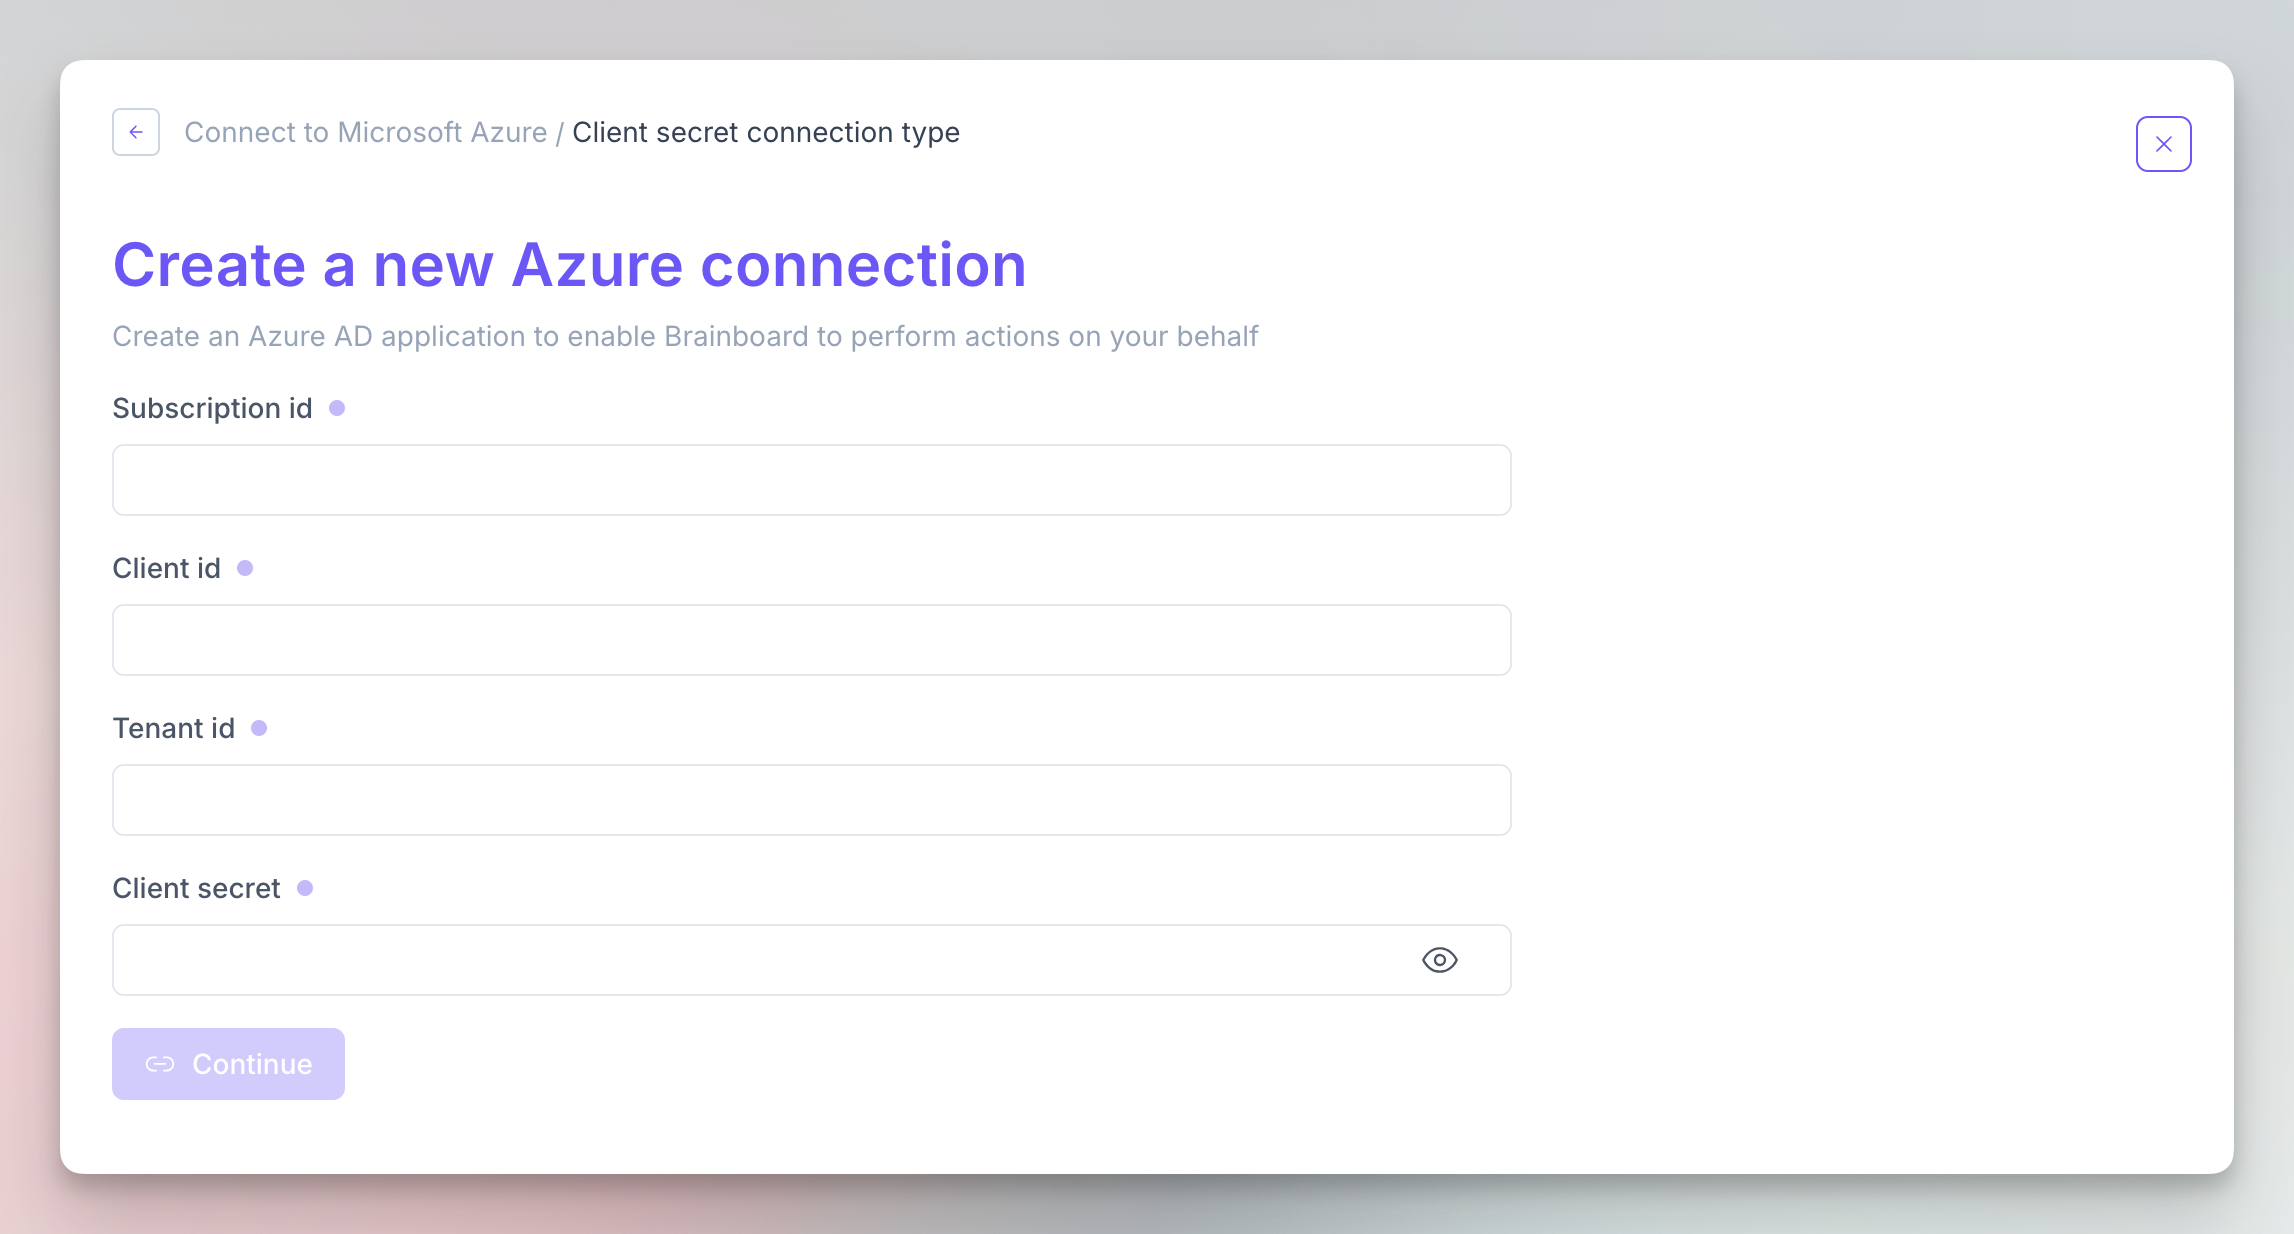 Connect to Microsoft Azure / Client secret connection type
Create a new Azure connection
Create an Azure AD application to enable Brainboard to perform actions on your behalf
Subscription id
Client id
Tenant id
Client secret
Continue